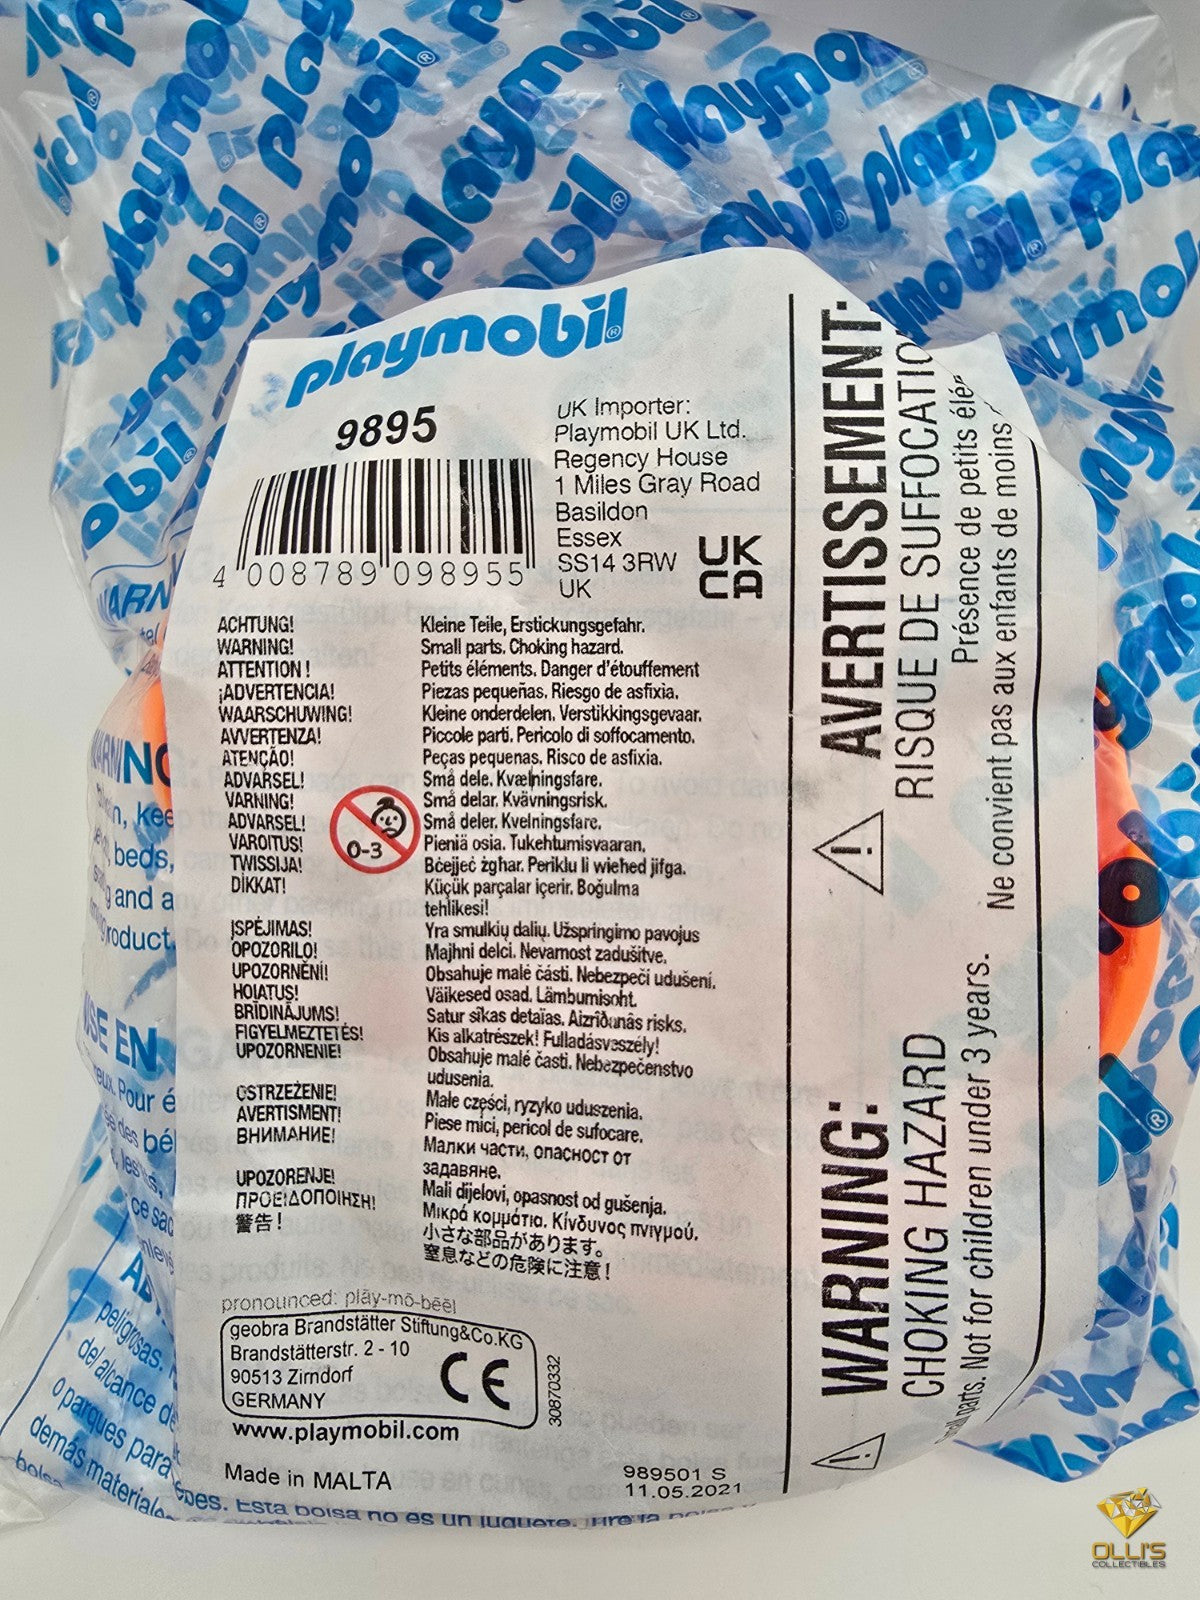 playmobil®
9895
4 008789 098955
UK Importer:
Playmobil UK Ltd.
Regency House
1 Miles Gray Road
Basildon
Essex
SS14 3RW
UK
UK
CA
ACHTUNG! Kleine Teile, Erstickungsgefahr.
WARNING! Small parts. Choking hazard.
ATTENTION ! Petits éléments. Danger d'étouffement
¡ADVERTENCIA! Piezas pequeñas. Riesgo de asfixia.
WAARSCHUWING! Kleine onderdelen. Verstikkingsgevaar.
AVVERTENZA! Piccole parti. Pericolo di soffocamento.
ATENÇÃO! Peças pequenas. Risco de asfixia.
ADVARSEL! Små dele. Kvælningsfare.
VARNING! Små delar. Kvävningsrisk.
ADVARSEL! Små deler. Kvelningsfare.
VAROITUS! Pieniä osia. Tukehtumisvaaran.
TWISSIJA! Bċejjeċ żgħar. Periklu li wieħed jifga.
DİKKAT! Küçük parçalar içerir. Boğulma
tehlikesi!
ĮSPĖJIMAS! Yra smulkių dalių. Užspringimo pavojus
OPOZORILO! Majhni delci. Nevarnost zadušitve.
UPOZORNĚNÍ! Obsahuje malé části. Nebezpečí udušení.
HOIATUS! Väikesed osad. Lämbumisoht.
BRĪDINĀJUMS! Satur sīkas detaļas. Aizrīšanās risks.
FIGYELMEZTETÉS! Kis alkatrészek! Fulladásveszély!
UPOZORNENIE! Obsahuje malé časti. Nebezpečenstvo
udusenia.
OSTRZEŻENIE! Małe części, ryzyko uduszenia.
AVERTISMENT! Piese mici, pericol de sufocare.
ВНИМАНИЕ! Малки части, опасност от
задавяне.
UPOZORENJE! Mali dijelovi, opasnost od gušenja.
ΠΡΟΕΙΔΟΠΟΙΗΣΗ! Μικρά κομμάτια. Κίνδυνος πνιγμού.
警告! 小さな部品があります。
窒息などの危険に注意!
0-3
pronounced: plāy-mō-bēēl
geobra Brandstätter Stiftung&Co.KG
Brandstätterstr. 2 - 10
90513 Zirndorf
GERMANY
CE
30870332
www.playmobil.com
Made in MALTA
989501 S
11.05.2021
AVERTISSEMENT:
RISQUE DE SUFFOCATIO
Présence de petits élé
Ne convient pas aux enfants de moins
WARNING:
CHOKING HAZARD
parts. Not for children under 3 years.
OLLI'S
COLLECTIBLES